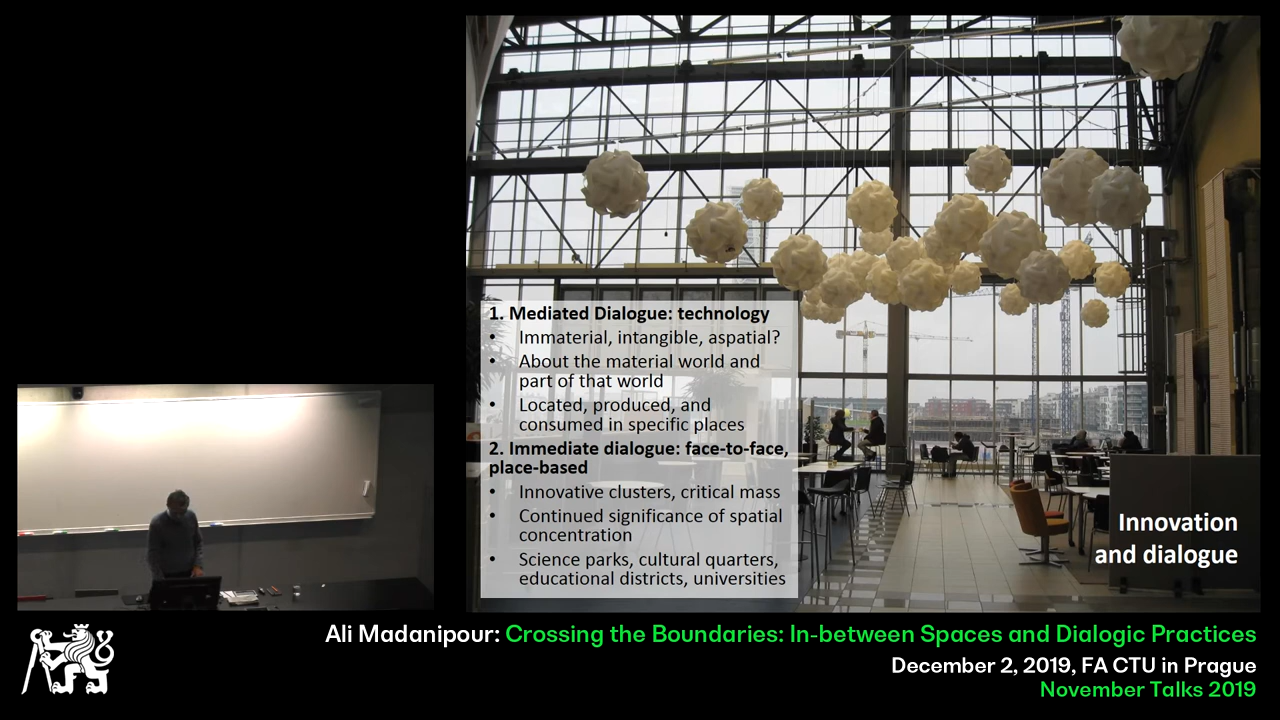 1. Mediated Dialogue: technology
• Immaterial, intangible, aspatial?
• About the material world and
part of that world
• Located, produced, and
consumed in specific places
2. Immediate dialogue: face-to-face,
place-based
• Innovative clusters, critical mass
• Continued significance of spatial
concentration
• Science parks, cultural quarters,
educational districts, universities
Innovation
and dialogue
Ali Madanipour: Crossing the Boundaries: In-between Spaces and Dialogic Practices
December 2, 2019, FA CTU in Prague
November Talks 2019